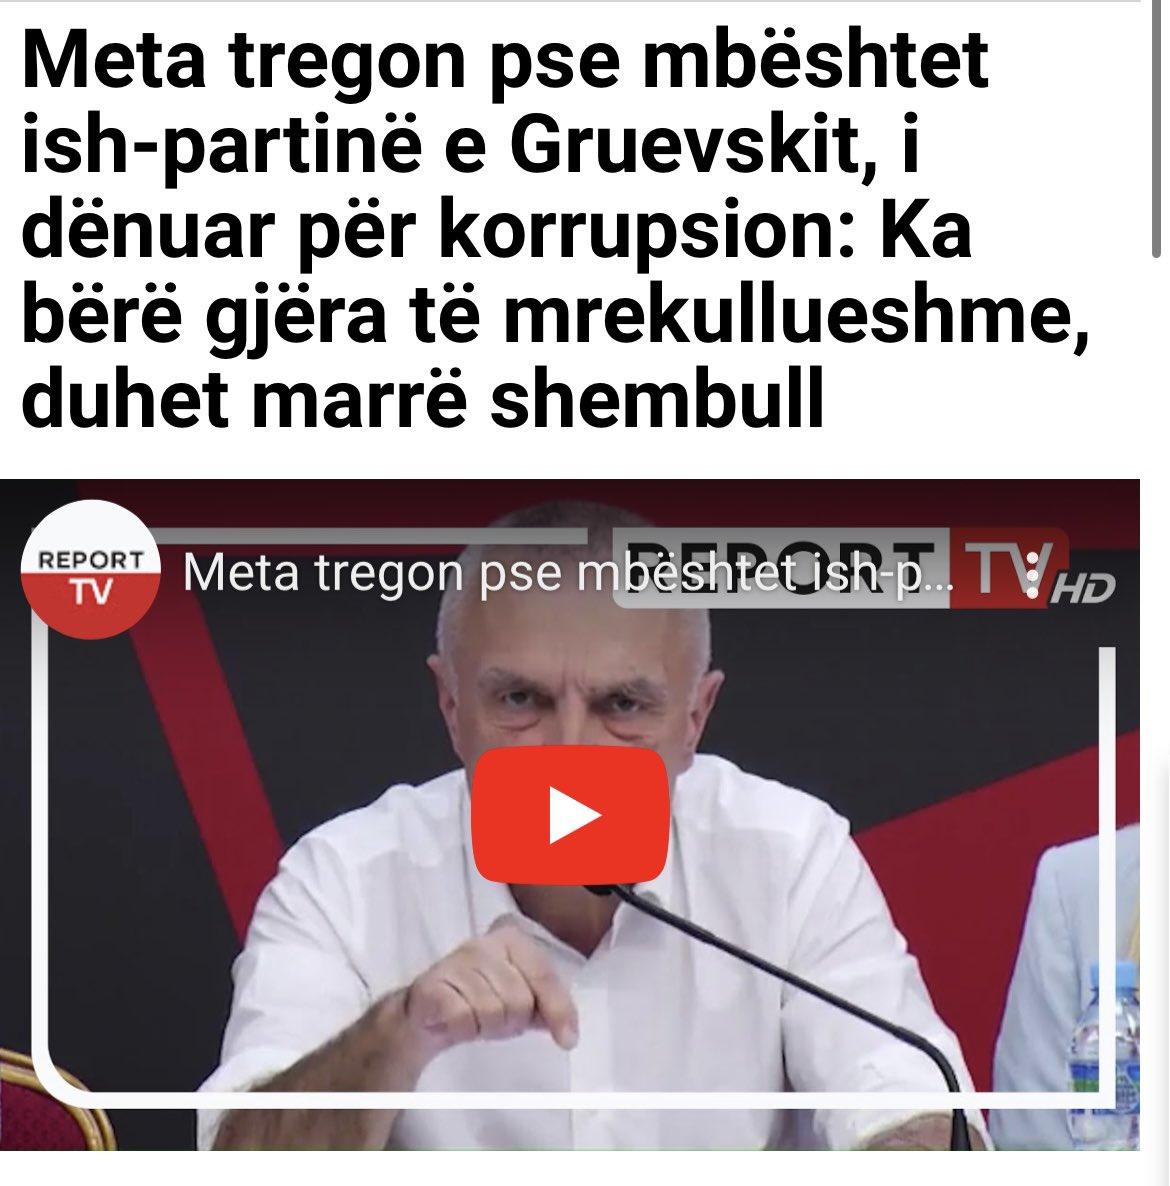 Meta tregon pse mbështet
ish-partinë e Gruevskit, i
dënuar për korrupsion: Ka
bërë gjëra të mrekullueshme,
duhet marrë shembull
REPORT
TV
Meta tregon pse mbështet ish-p...
REPORT TV HD